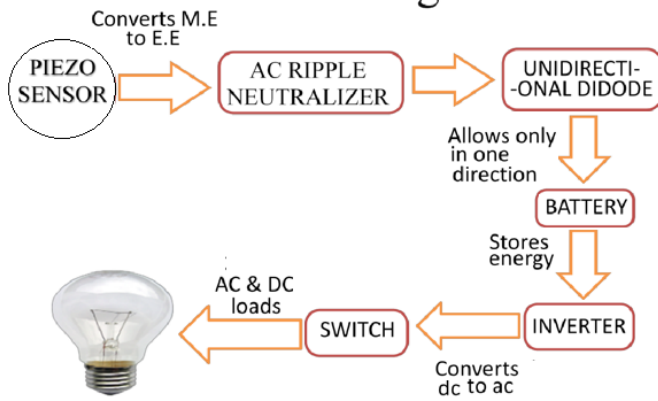 Converts M.E
to E.E
PIEZO
SENSOR
AC RIPPLE
NEUTRALIZER
UNIDIRECTI-
-ONAL DIDODE
Allows only
in one
direction
BATTERY
Stores
energy
INVERTER
Converts
dc to ac
SWITCH
AC & DC
loads